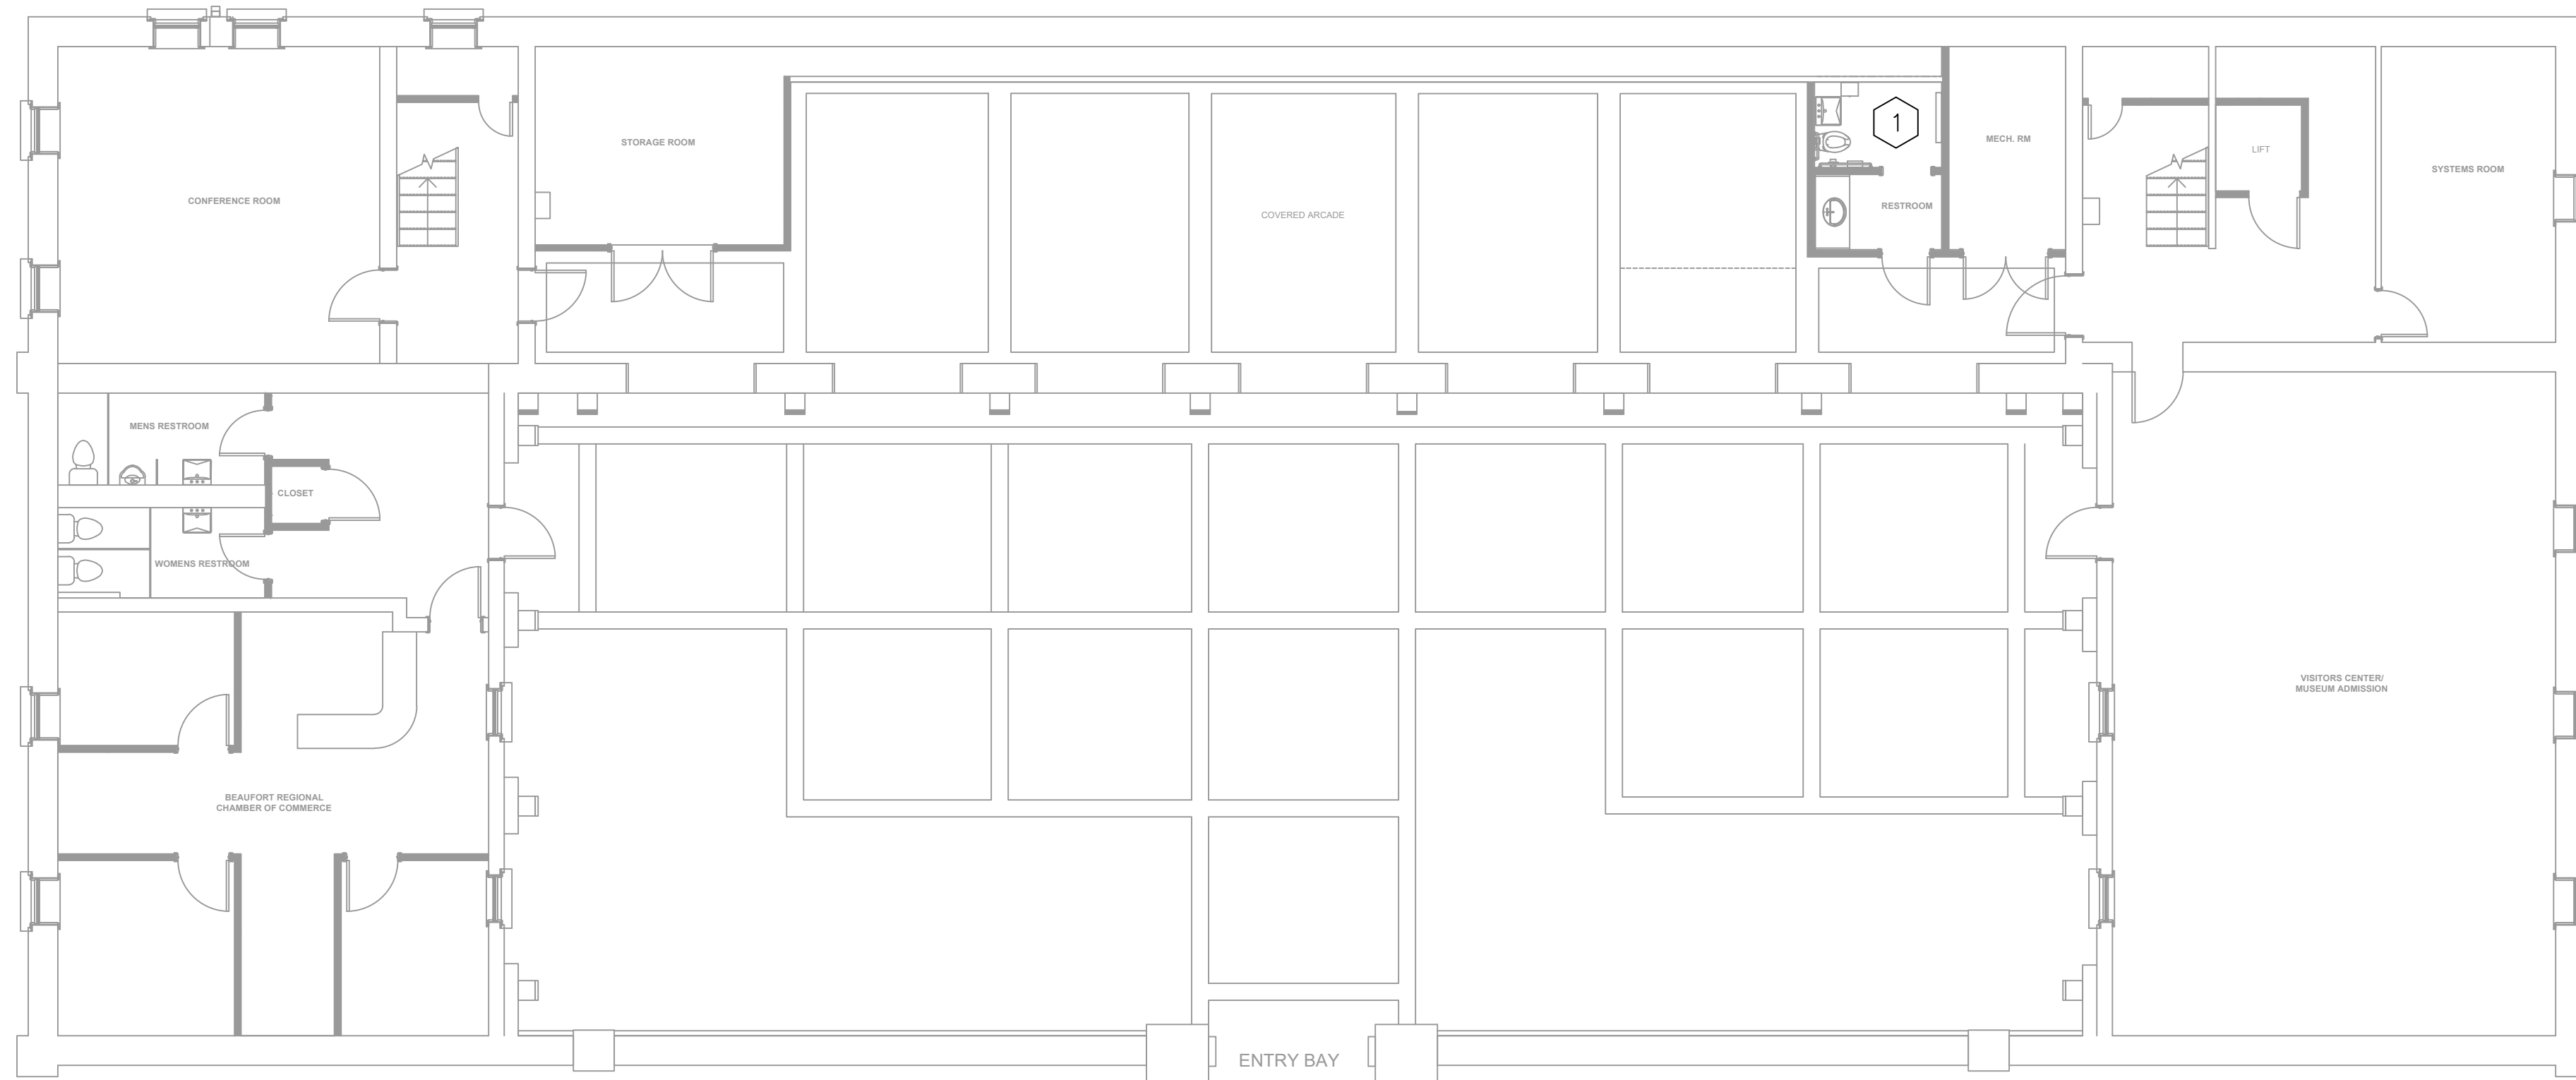 STORAGE ROOM
1
MECH. RM
LIFT
SYSTEMS ROOM
CONFERENCE ROOM
COVERED ARCADE
RESTROOM
MENS RESTROOM
CLOSET
WOMENS RESTROOM
VISITORS CENTER/
MUSEUM ADMISSION
BEAUFORT REGIONAL
CHAMBER OF COMMERCE
ENTRY BAY